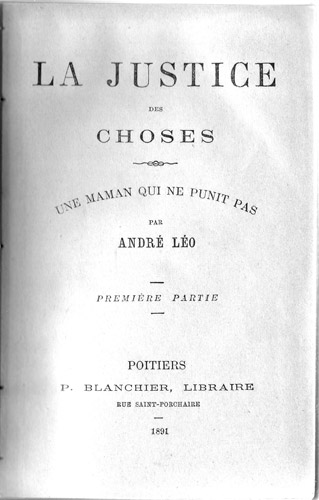 LA JUSTICE
DES
CHOSES
UNE MAMAN QUI NE PUNIT PAS
PAR
ANDRÉ LÉO
PREMIÈRE PARTIE
POITIERS
P. BLANCHIER, LIBRAIRE
RUE SAINT-PORCHAIRE
1891